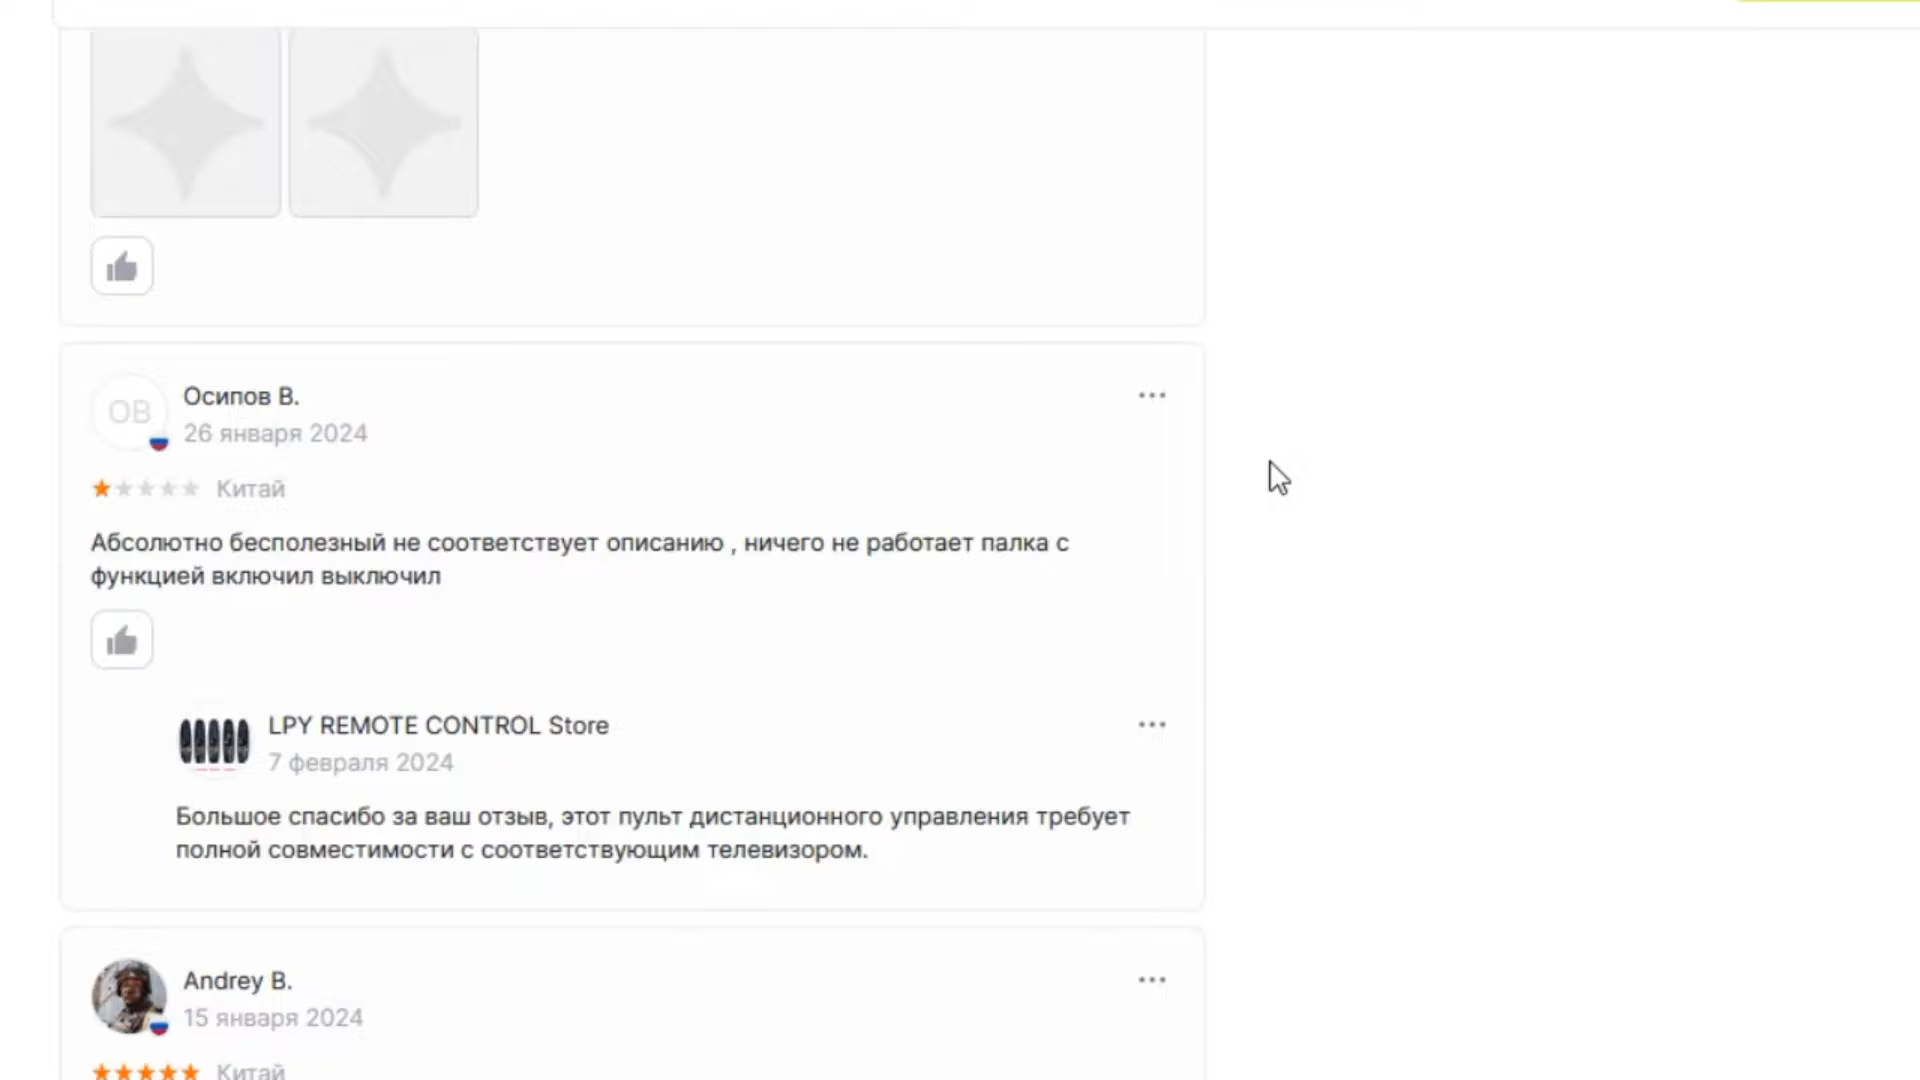 ОВ
Осипов В.
26 января 2024
Китай
Абсолютно бесполезный не соответствует описанию , ничего не работает палка с
функцией включил выключил
LPY REMOTE CONTROL Store
7 февраля 2024
Большое спасибо за ваш отзыв, этот пульт дистанционного управления требует
полной совместимости с соответствующим телевизором.
Andrey B.
15 января 2024
Китай